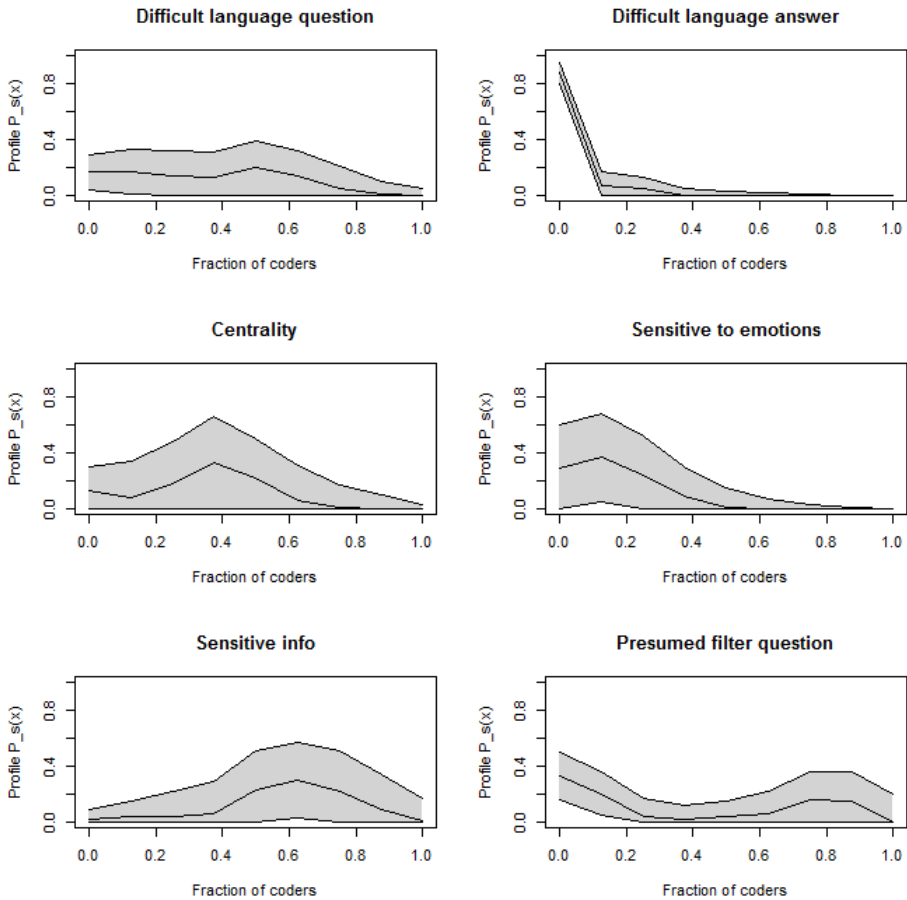 Difficult language question
Profile P_s(x)
0.0 0.4 0.8
0.0 0.2 0.4 0.6 0.8 1.0
Fraction of coders
Difficult language answer
Profile P_s(x)
0.0 0.4 0.8
0.0 0.2 0.4 0.6 0.8 1.0
Fraction of coders
Centrality
Profile P_s(x)
0.0 0.4 0.8
0.0 0.2 0.4 0.6 0.8 1.0
Fraction of coders
Sensitive to emotions
Profile P_s(x)
0.0 0.4 0.8
0.0 0.2 0.4 0.6 0.8 1.0
Fraction of coders
Sensitive info
Profile P_s(x)
0.0 0.4 0.8
0.0 0.2 0.4 0.6 0.8 1.0
Fraction of coders
Presumed filter question
Profile P_s(x)
0.0 0.4 0.8
0.0 0.2 0.4 0.6 0.8 1.0
Fraction of coders